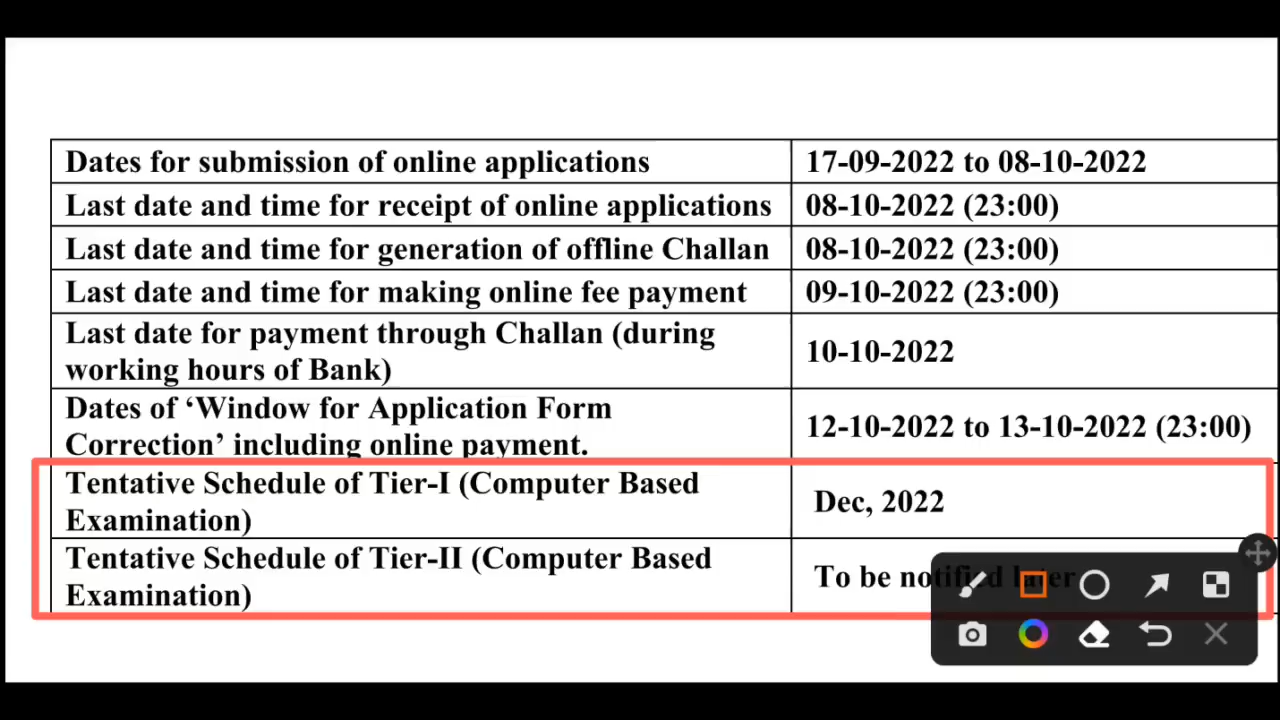 Dates for submission of online applications 17-09-2022 to 08-10-2022
Last date and time for receipt of online applications 08-10-2022 (23:00)
Last date and time for generation of offline Challan 08-10-2022 (23:00)
Last date and time for making online fee payment 09-10-2022 (23:00)
Last date for payment through Challan (during
working hours of Bank)
10-10-2022
Dates of ‘Window for Application Form
Correction’ including online payment.
12-10-2022 to 13-10-2022 (23:00)
Tentative Schedule of Tier-I (Computer Based
Examination)
Dec, 2022
Tentative Schedule of Tier-II (Computer Based
Examination)
To be notified later